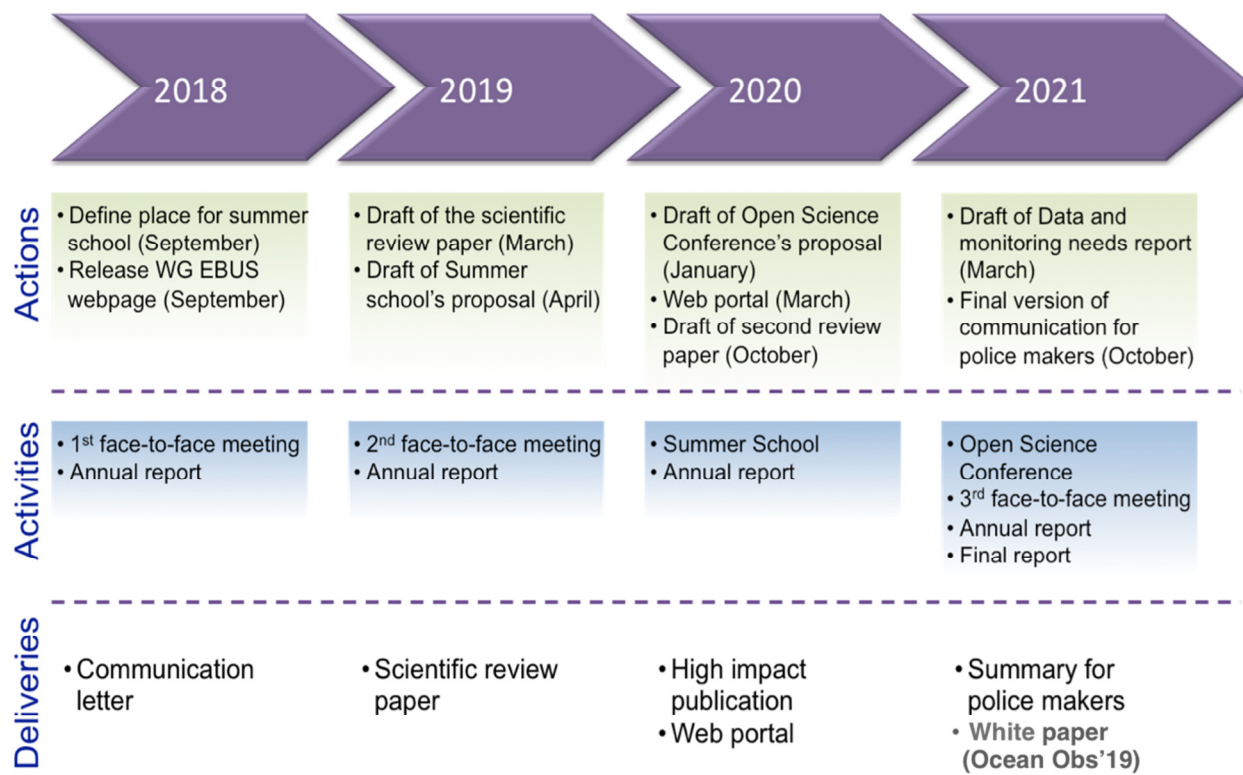 2018
2019
2020
2021
Actions
• Define place for summer
school (September)
• Release WG EBUS
webpage (September)
• Draft of the scientific
review paper (March)
• Draft of Summer
school's proposal (April)
• Draft of Open Science
Conference's proposal
(January)
• Web portal (March)
• Draft of second review
paper (October)
• Draft of Data and
monitoring needs report
(March)
• Final version of
communication for
police makers (October)
Activities
• 1st face-to-face meeting
• Annual report
• 2nd face-to-face meeting
• Annual report
• Summer School
• Annual report
• Open Science
Conference
• 3rd face-to-face meeting
• Annual report
• Final report
Deliveries
• Communication
letter
• Scientific review
paper
• High impact
publication
• Web portal
• Summary for
police makers
• White paper
(Ocean Obs'19)